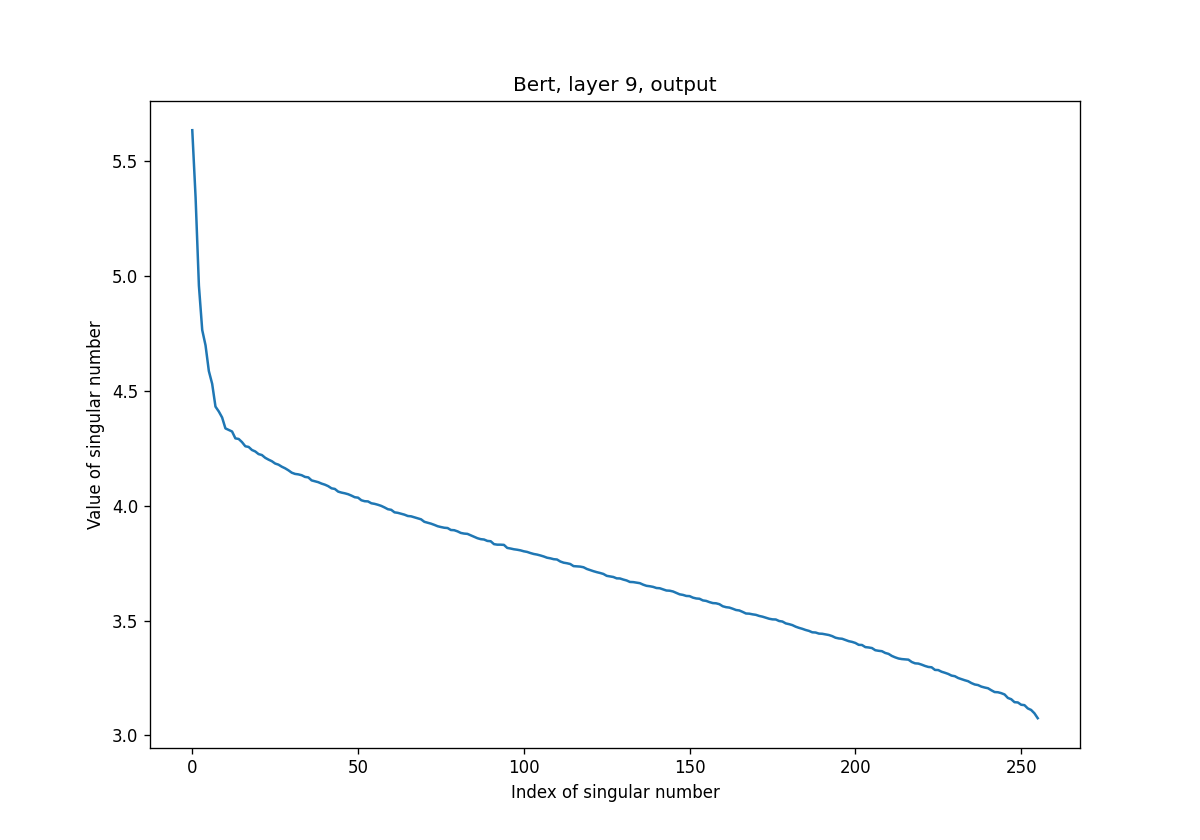 Bert, layer 9, output
Value of singular number
5.5
5.0
4.5
4.0
3.5
3.0
0 50 100 150 200 250
Index of singular number